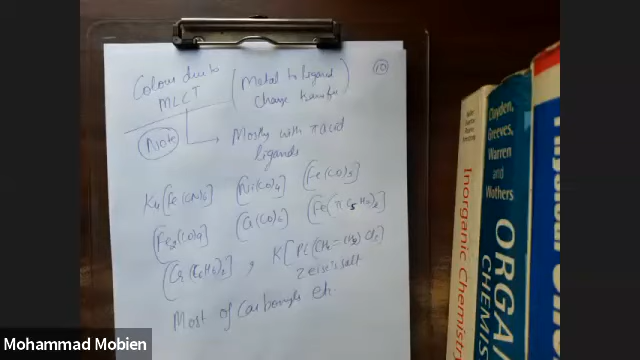 Colour due to
MLCT
(Metal to ligand
charge transfer)
10
Note
Mostly with π acid
ligands
K4[Fe(CN)6]
[Ni(CO)4]
[Fe(CO)5]
[Fe2(CO)9]
[Cr(CO)6]
[Fe(π C5H5)2]
[Cr(C6H6)2] ,
K[Pt(CH2=CH2)Cl3]
Zeise's salt
Most of Carbonyls etc.
Inorganic Chemistry
Clayden,
Greeves,
Warren
and
Wothers
ORGA
CHEMIS
Mohammad Mobien